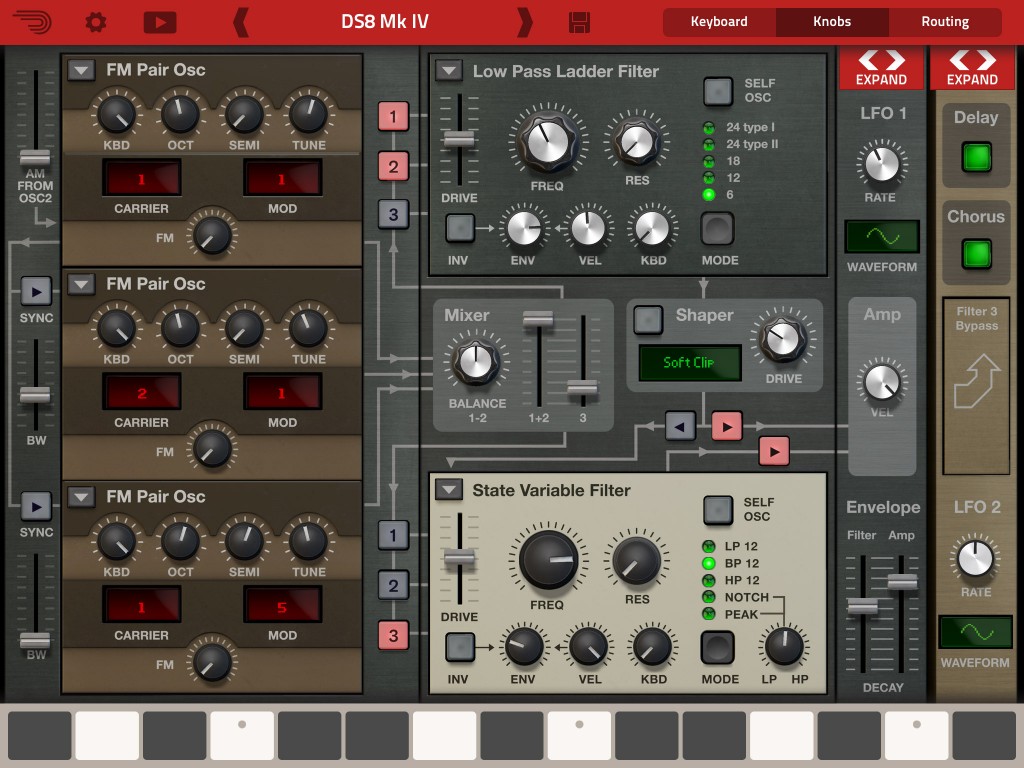 DS8 Mk IV
Keyboard
Knobs
Routing
AM
FROM
OSC2
SYNC
BW
SYNC
BW
FM Pair Osc
KBD OCT SEMI TUNE
1 1
CARRIER MOD
FM
FM Pair Osc
KBD OCT SEMI TUNE
2 1
CARRIER MOD
FM
FM Pair Osc
KBD OCT SEMI TUNE
1 5
CARRIER MOD
FM
1
2
3
1
2
3
Low Pass Ladder Filter
SELF
OSC
24 type I
24 type II
18
12
6
DRIVE
FREQ
RES
INV ENV VEL KBD MODE
Mixer
BALANCE
1-2
1+2
3
Shaper
Soft Clip
DRIVE
State Variable Filter
SELF
OSC
LP 12
BP 12
HP 12
NOTCH
PEAK
DRIVE
FREQ
RES
INV ENV VEL KBD MODE LP HP
EXPAND
LFO 1
RATE
WAVEFORM
Amp
VEL
Envelope
Filter Amp
DECAY
EXPAND
Delay
Chorus
Filter 3
Bypass
LFO 2
RATE
WAVEFORM